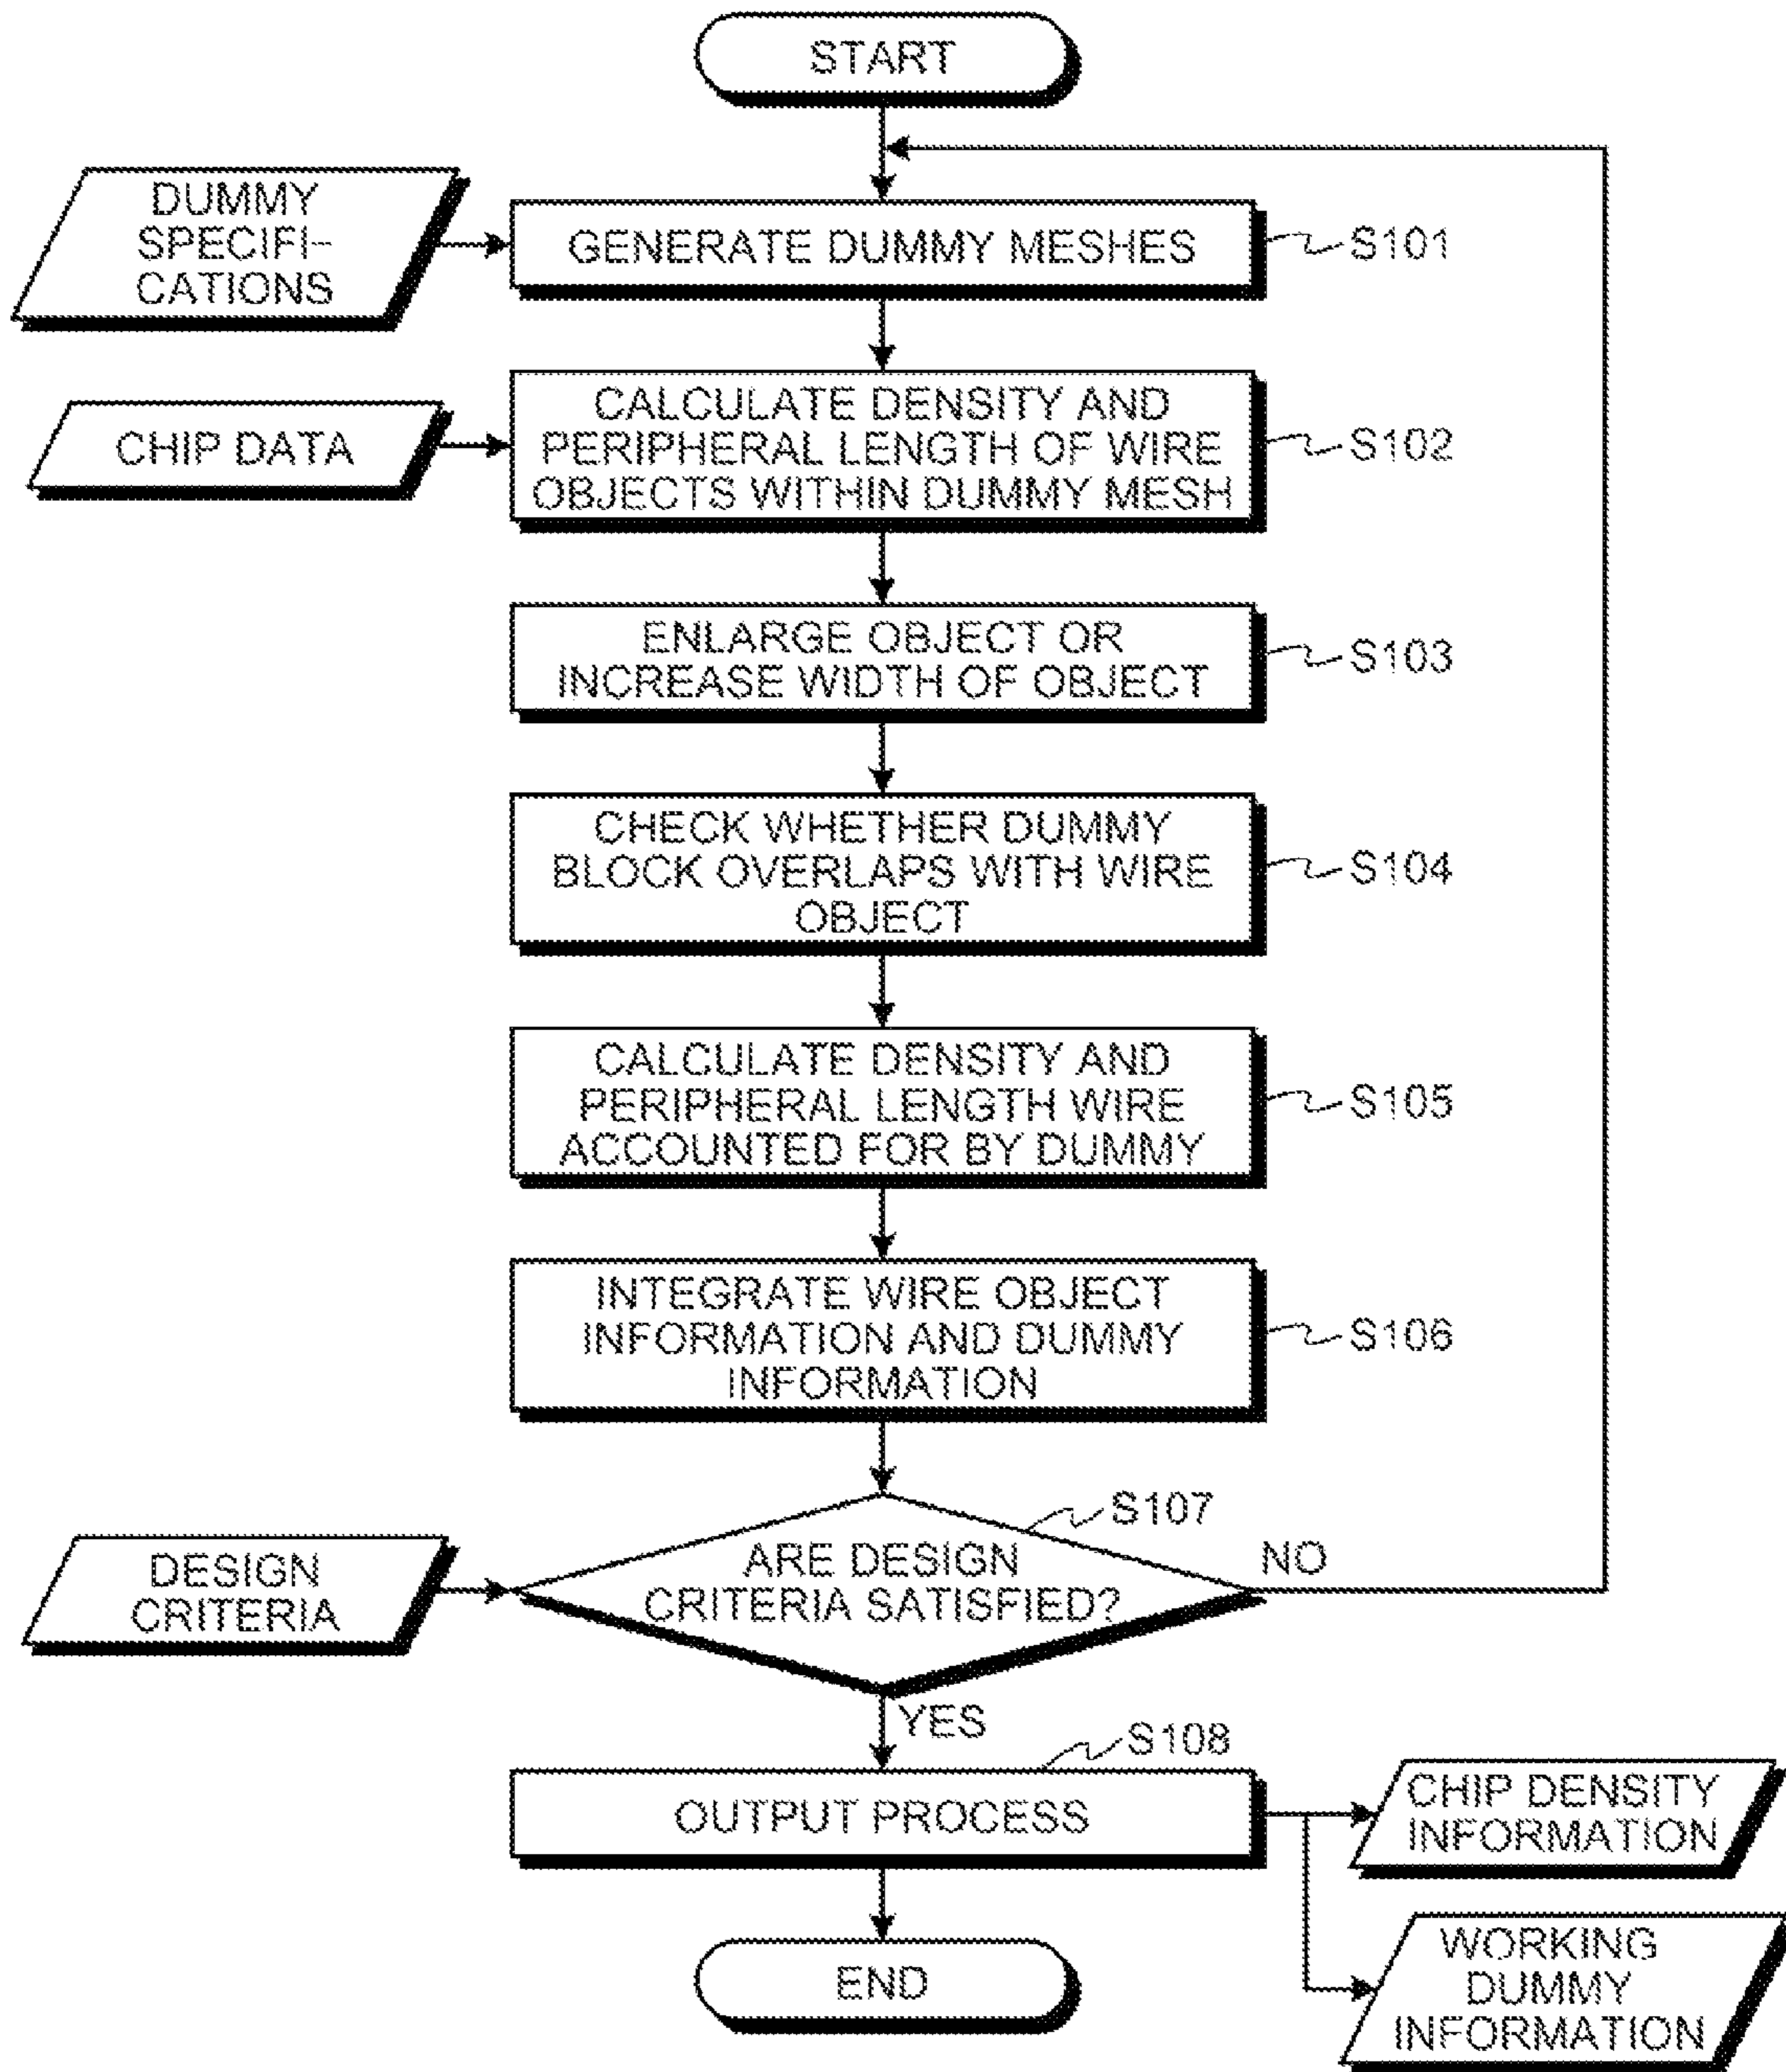 START
DUMMY
SPECIFI-
CATIONS
GENERATE DUMMY MESHES
S101
CHIP DATA
CALCULATE DENSITY AND
PERIPHERAL LENGTH OF WIRE
OBJECTS WITHIN DUMMY MESH
S102
ENLARGE OBJECT OR
INCREASE WIDTH OF OBJECT
S103
CHECK WHETHER DUMMY
BLOCK OVERLAPS WITH WIRE
OBJECT
S104
CALCULATE DENSITY AND
PERIPHERAL LENGTH WIRE
ACCOUNTED FOR BY DUMMY
S105
INTEGRATE WIRE OBJECT
INFORMATION AND DUMMY
INFORMATION
S106
DESIGN
CRITERIA
S107
ARE DESIGN
CRITERIA SATISFIED?
NO
YES
S108
OUTPUT PROCESS
CHIP DENSITY
INFORMATION
WORKING
DUMMY
INFORMATION
END